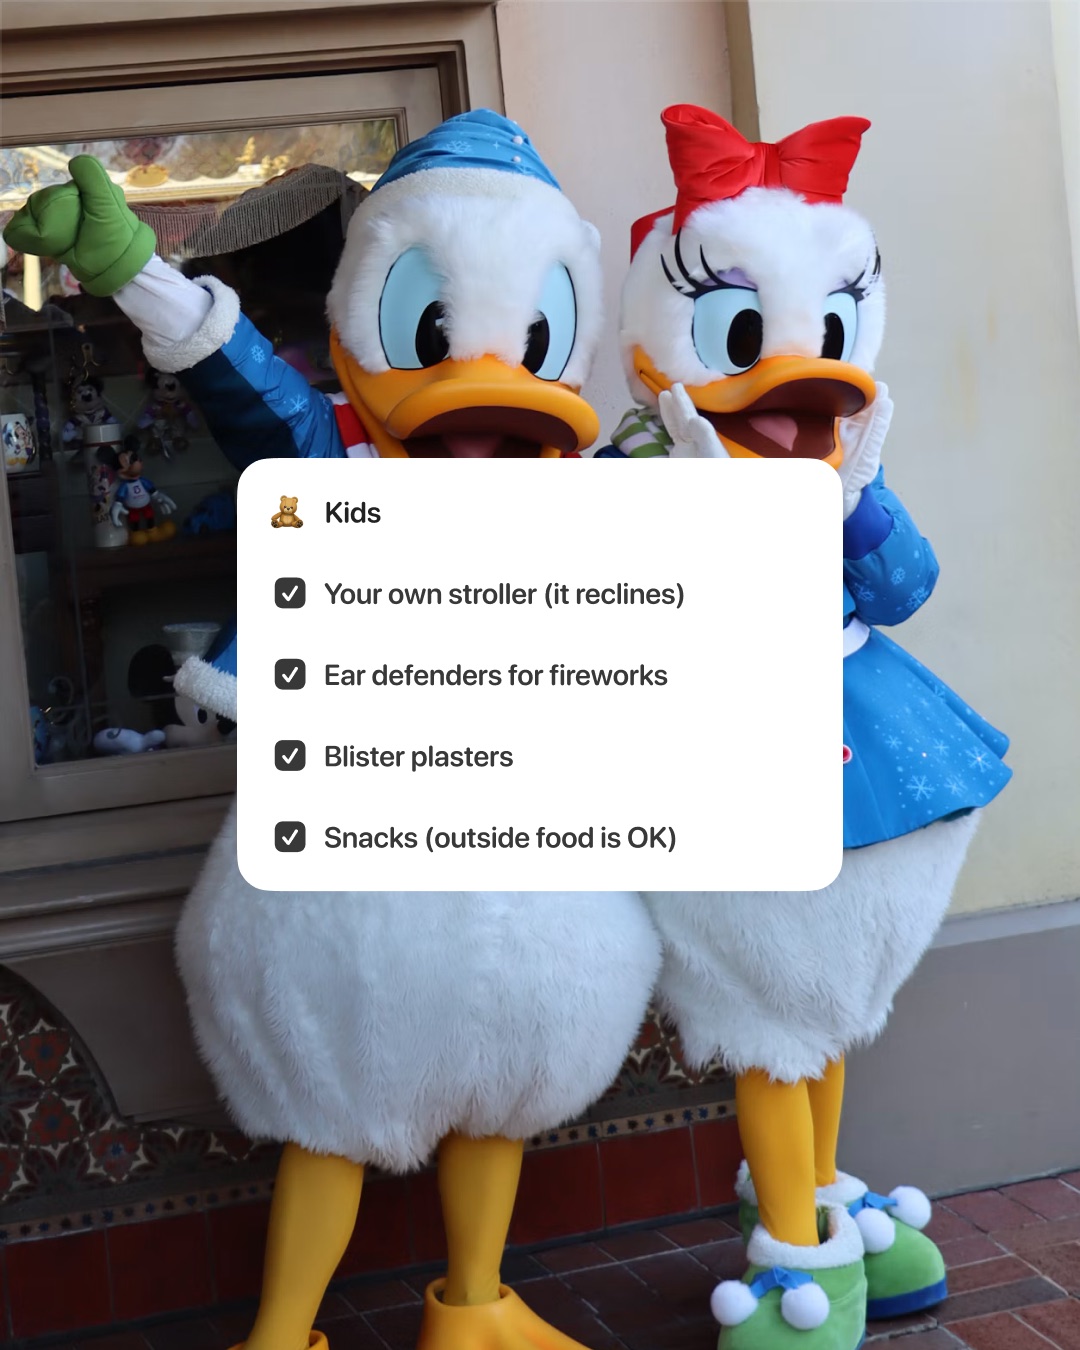 Kids
Your own stroller (it reclines)
Ear defenders for fireworks
Blister plasters
Snacks (outside food is OK)